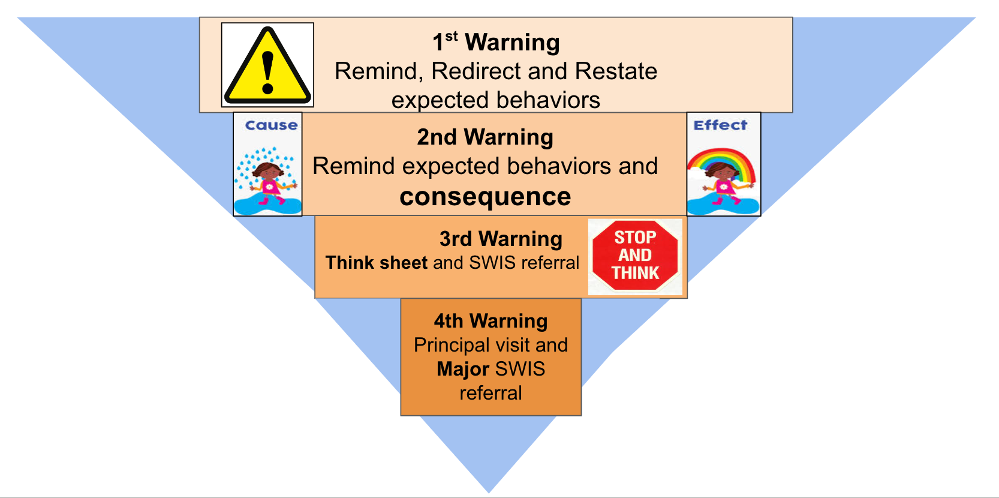 1st Warning
Remind, Redirect and Restate
expected behaviors
Cause
2nd Warning
Remind expected behaviors and
consequence
Effect
3rd Warning
Think sheet and SWIS referral
STOP
AND
THINK
4th Warning
Principal visit and
Major SWIS
referral